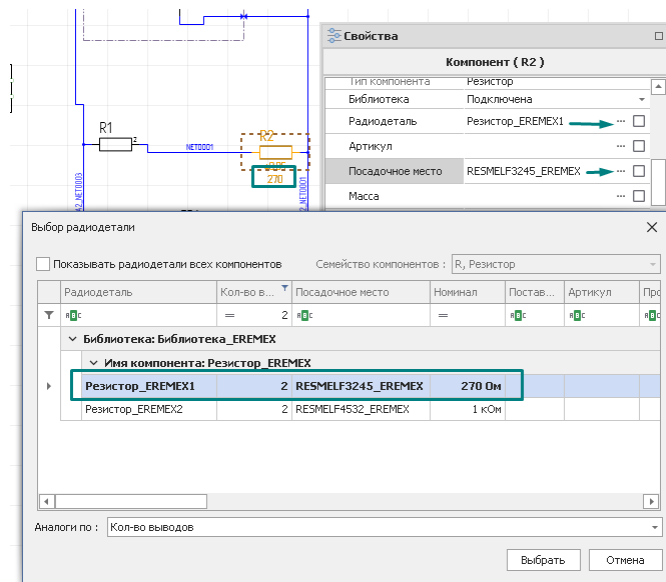 Свойства
Компонент ( R2 )
Тип компонента Резистор
Библиотека Подключена
Радиодеталь Резистор_EREMEX1 ...
Артикул ...
Посадочное место RESMELF3245_EREMEX ...
Масса ...
R1
2
NET0001
R2
270
A2_NET0003
NET0001
Выбор радиодетали
Показывать радиодетали всех компонентов Семейство компонентов : R, Резистор
Радиодеталь Кол-во в... Посадочное место Номинал Постав... Артикул Про
= 2 =
Библиотека: Библиотека_EREMEX
Имя компонента: Резистор_EREMEX
Резистор_EREMEX1 2 RESMELF3245_EREMEX 270 Ом
Резистор_EREMEX2 2 RESMELF4532_EREMEX 1 кОм
Аналоги по : Кол-во выводов
Выбрать Отмена